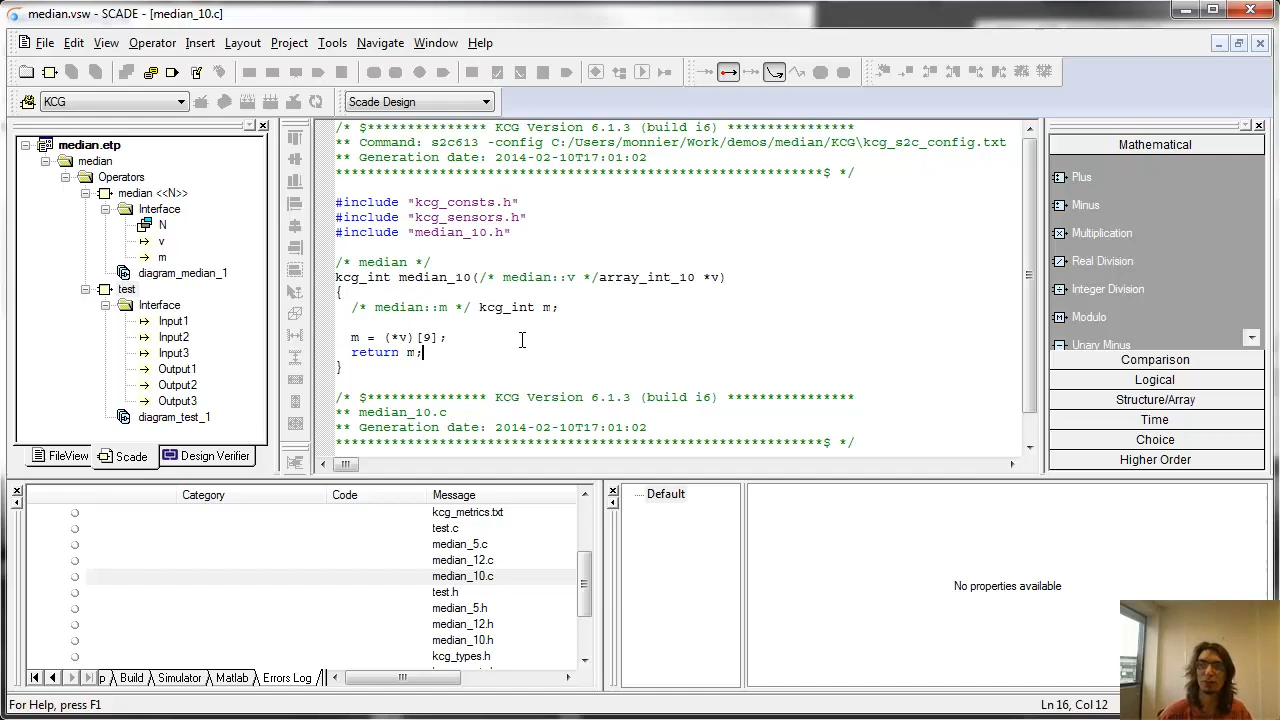 median.vsw - SCADE - [median_10.c]
File Edit View Operator Insert Layout Project Tools Navigate Window Help
KCG
Scade Design
median.etp
median
Operators
median <<N>>
Interface
N
v
m
diagram_median_1
test
Interface
Input1
Input2
Input3
Output1
Output2
Output3
diagram_test_1
FileView Scade Design Verifier
/* $*************** KCG Version 6.1.3 (build i6) ****************
** Command: s2c613 -config C:/Users/monnier/Work/demos/median/KCG\kcg_s2c_config.txt
** Generation date: 2014-02-10T17:01:02
*************************************************************$ */
#include "kcg_consts.h"
#include "kcg_sensors.h"
#include "median_10.h"
/* median */
kcg_int median_10(/* median::v */array_int_10 *v)
{
/* median::m */ kcg_int m;
m = (*v)[9];
return m;
}
/* $*************** KCG Version 6.1.3 (build i6) ****************
** median_10.c
** Generation date: 2014-02-10T17:01:02
*************************************************************$ */
Mathematical
Plus
Minus
Multiplication
Real Division
Integer Division
Modulo
Unary Minus
Comparison
Logical
Structure/Array
Time
Choice
Higher Order
Category Code Message
kcg_metrics.txt
test.c
median_5.c
median_12.c
median_10.c
test.h
median_5.h
median_12.h
median_10.h
kcg_types.h
p Build Simulator Matlab Errors Log
Default
No properties available
For Help, press F1
Ln 16, Col 12